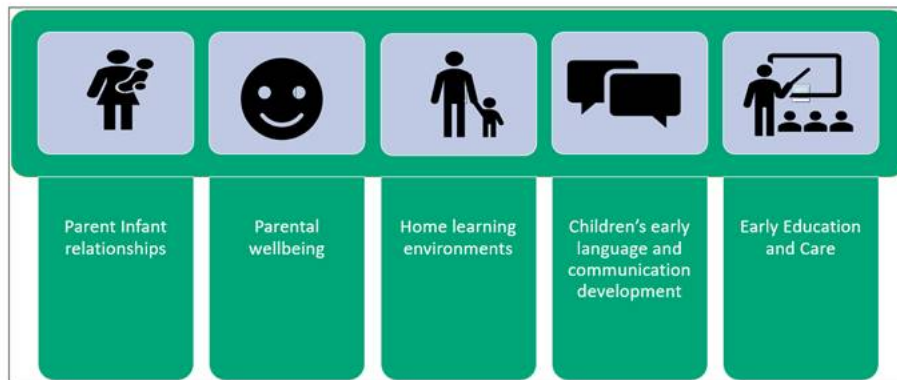 Parent Infant
relationships
Parental
wellbeing
Home learning
environments
Children’s early
language and
communication
development
Early Education
and Care